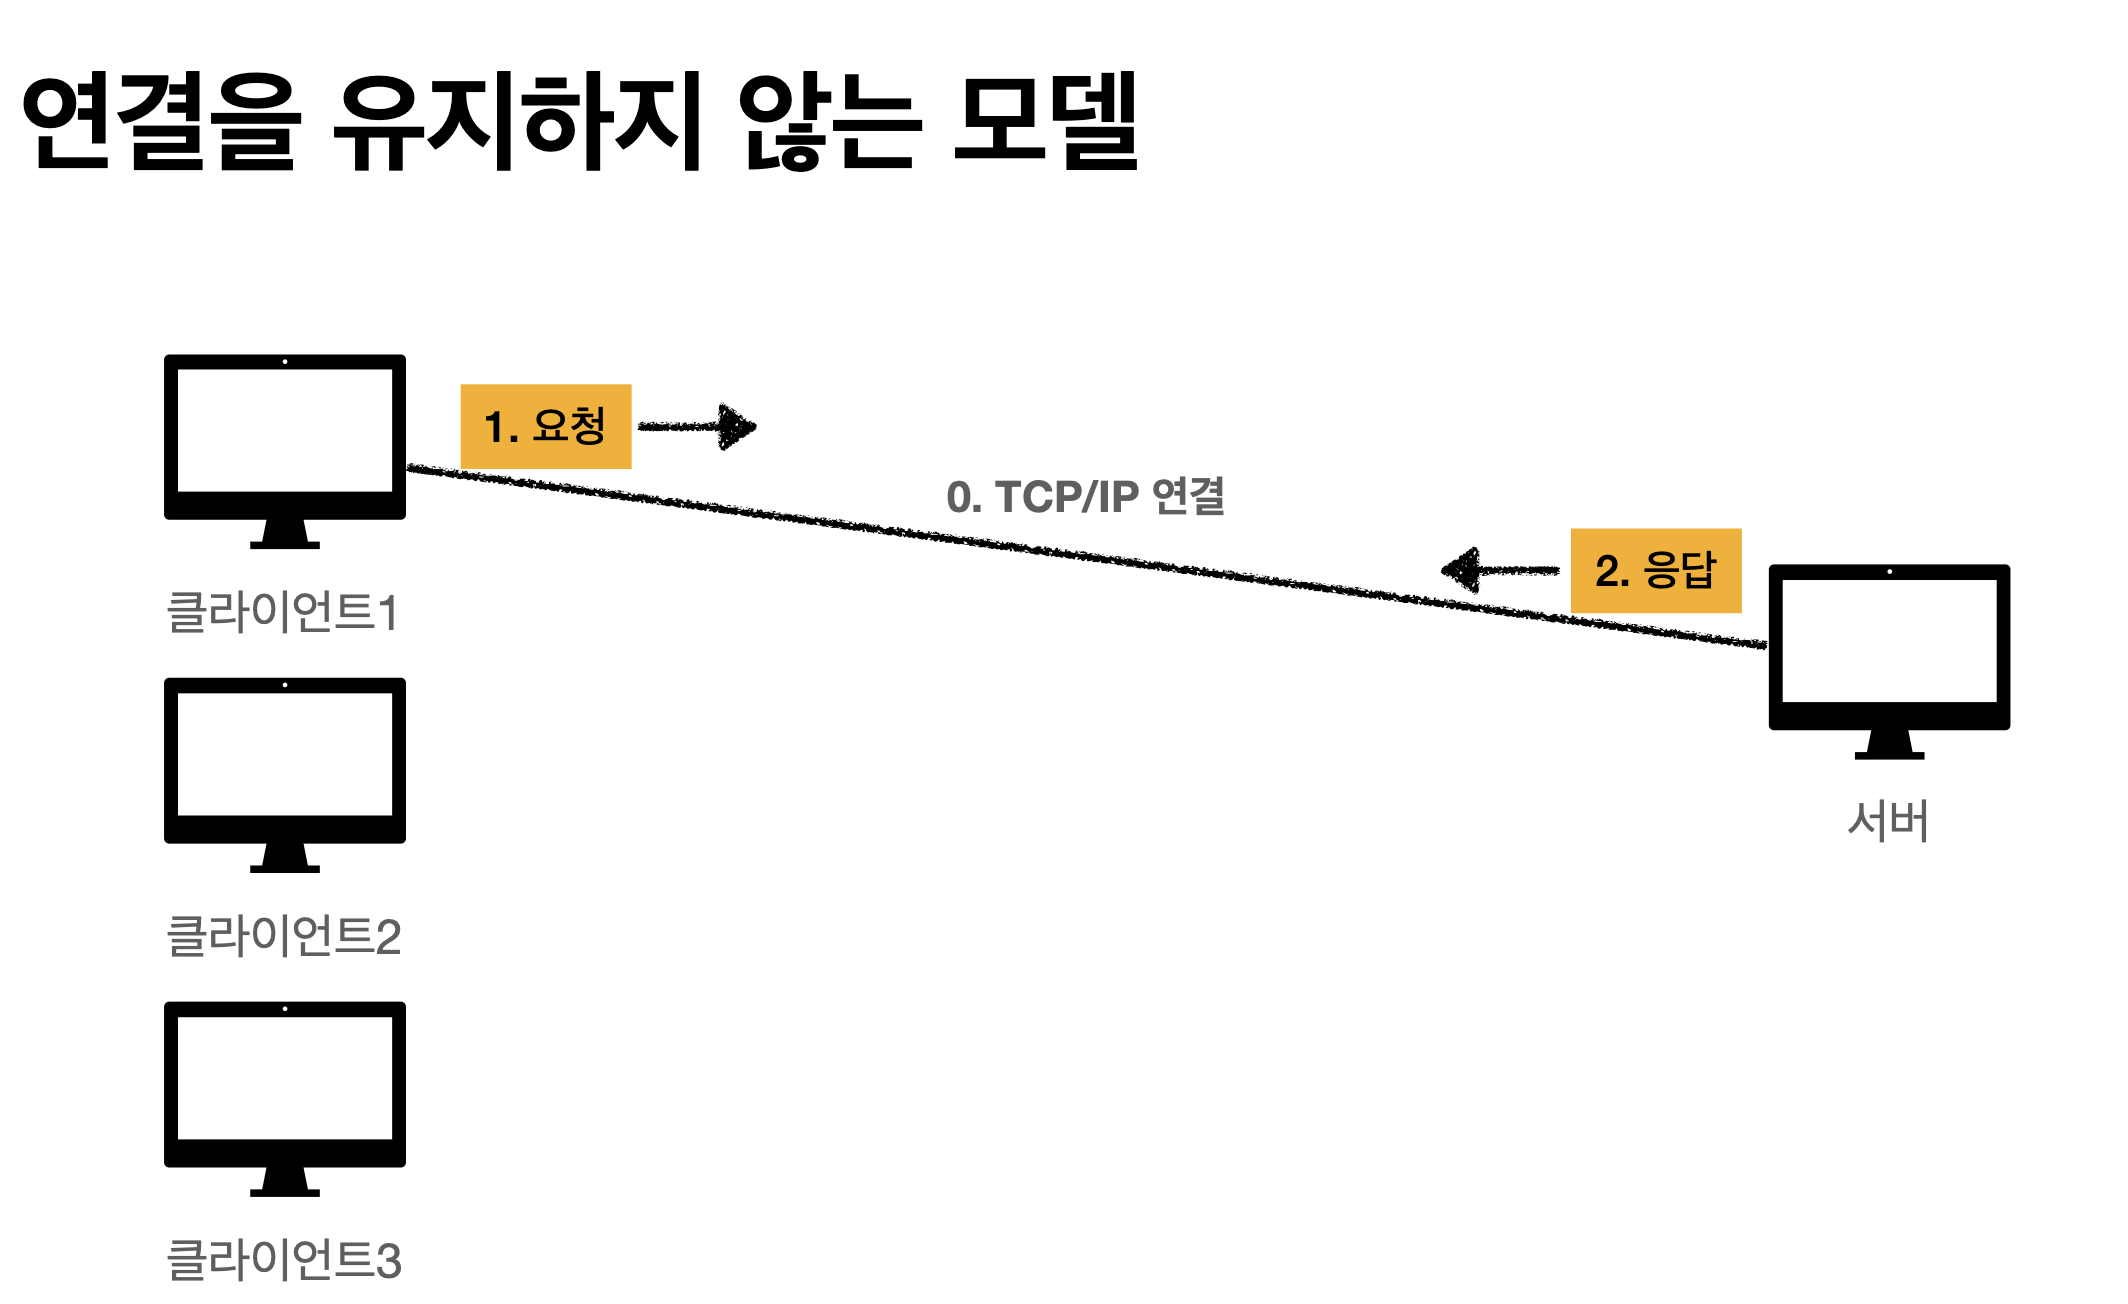 연결을 유지하지 않는 모델
1. 요청
0. TCP/IP 연결
2. 응답
클라이언트1
서버
클라이언트2
클라이언트3